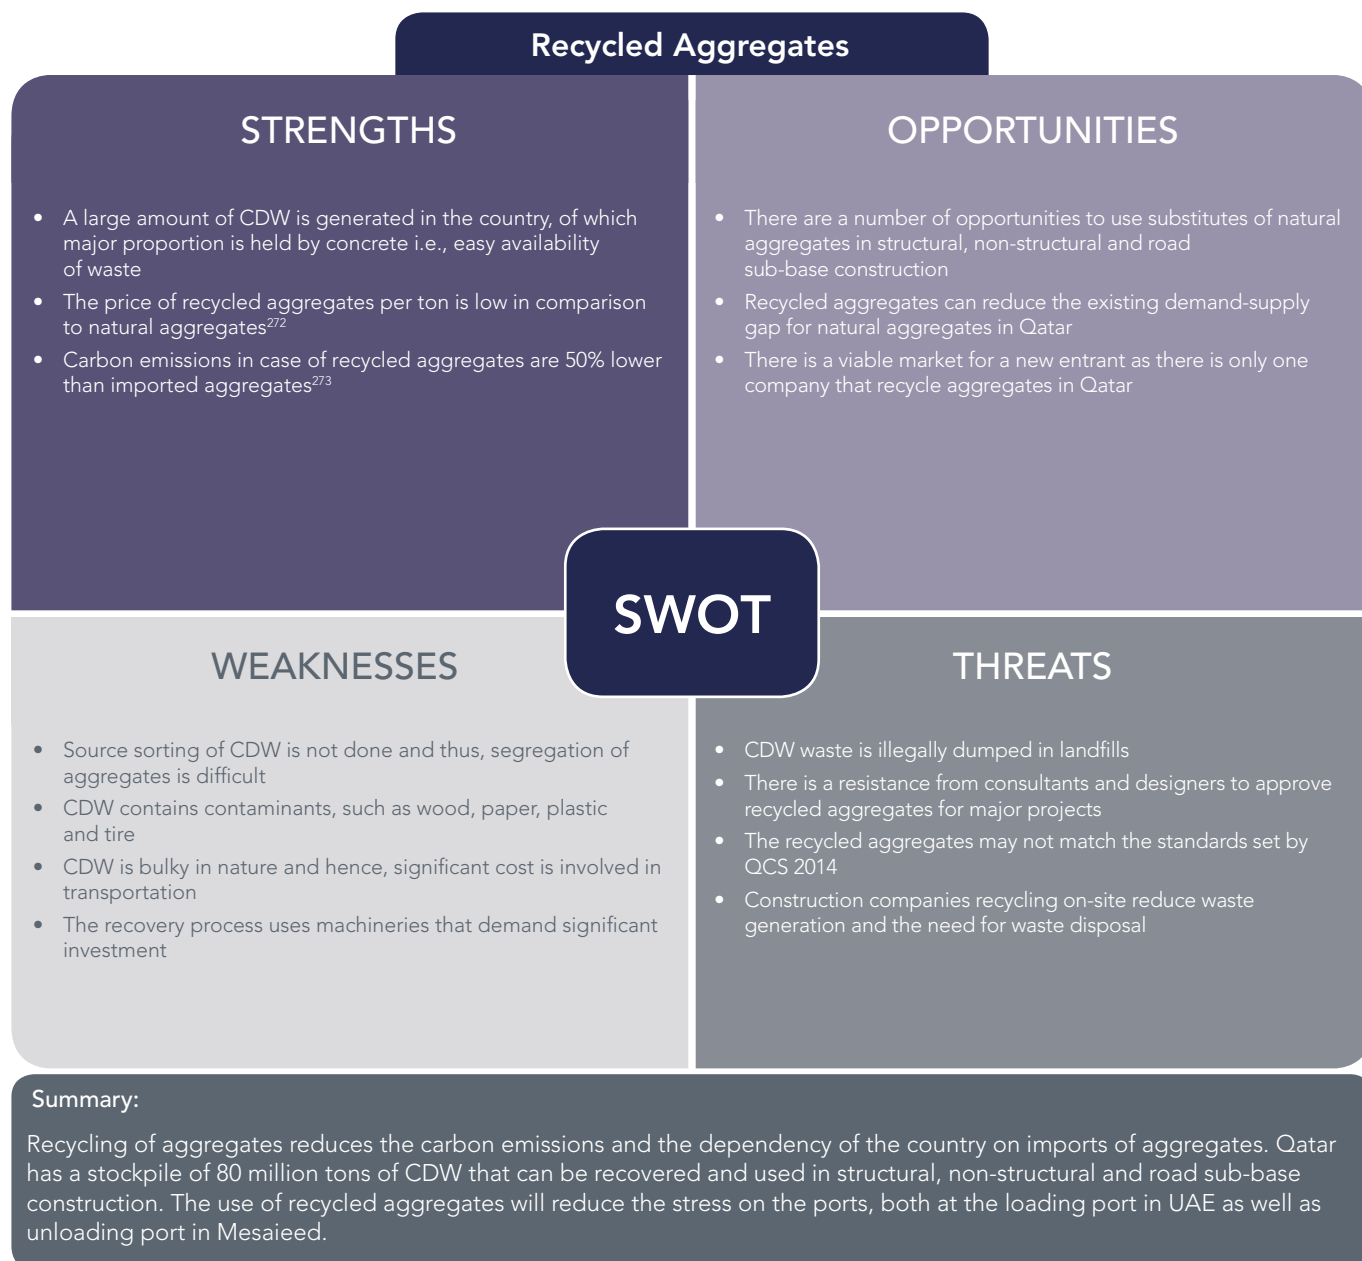 Recycled Aggregates
STRENGTHS
• A large amount of CDW is generated in the country, of which
major proportion is held by concrete i.e., easy availability
of waste
• The price of recycled aggregates per ton is low in comparison
to natural aggregates272
• Carbon emissions in case of recycled aggregates are 50% lower
than imported aggregates273
OPPORTUNITIES
• There are a number of opportunities to use substitutes of natural
aggregates in structural, non-structural and road
sub-base construction
• Recycled aggregates can reduce the existing demand-supply
gap for natural aggregates in Qatar
• There is a viable market for a new entrant as there is only one
company that recycle aggregates in Qatar
SWOT
WEAKNESSES
• Source sorting of CDW is not done and thus, segregation of
aggregates is difficult
• CDW contains contaminants, such as wood, paper, plastic
and tire
• CDW is bulky in nature and hence, significant cost is involved in
transportation
• The recovery process uses machineries that demand significant
investment
THREATS
• CDW waste is illegally dumped in landfills
• There is a resistance from consultants and designers to approve
recycled aggregates for major projects
• The recycled aggregates may not match the standards set by
QCS 2014
• Construction companies recycling on-site reduce waste
generation and the need for waste disposal
Summary:
Recycling of aggregates reduces the carbon emissions and the dependency of the country on imports of aggregates. Qatar
has a stockpile of 80 million tons of CDW that can be recovered and used in structural, non-structural and road sub-base
construction. The use of recycled aggregates will reduce the stress on the ports, both at the loading port in UAE as well as
unloading port in Mesaieed.